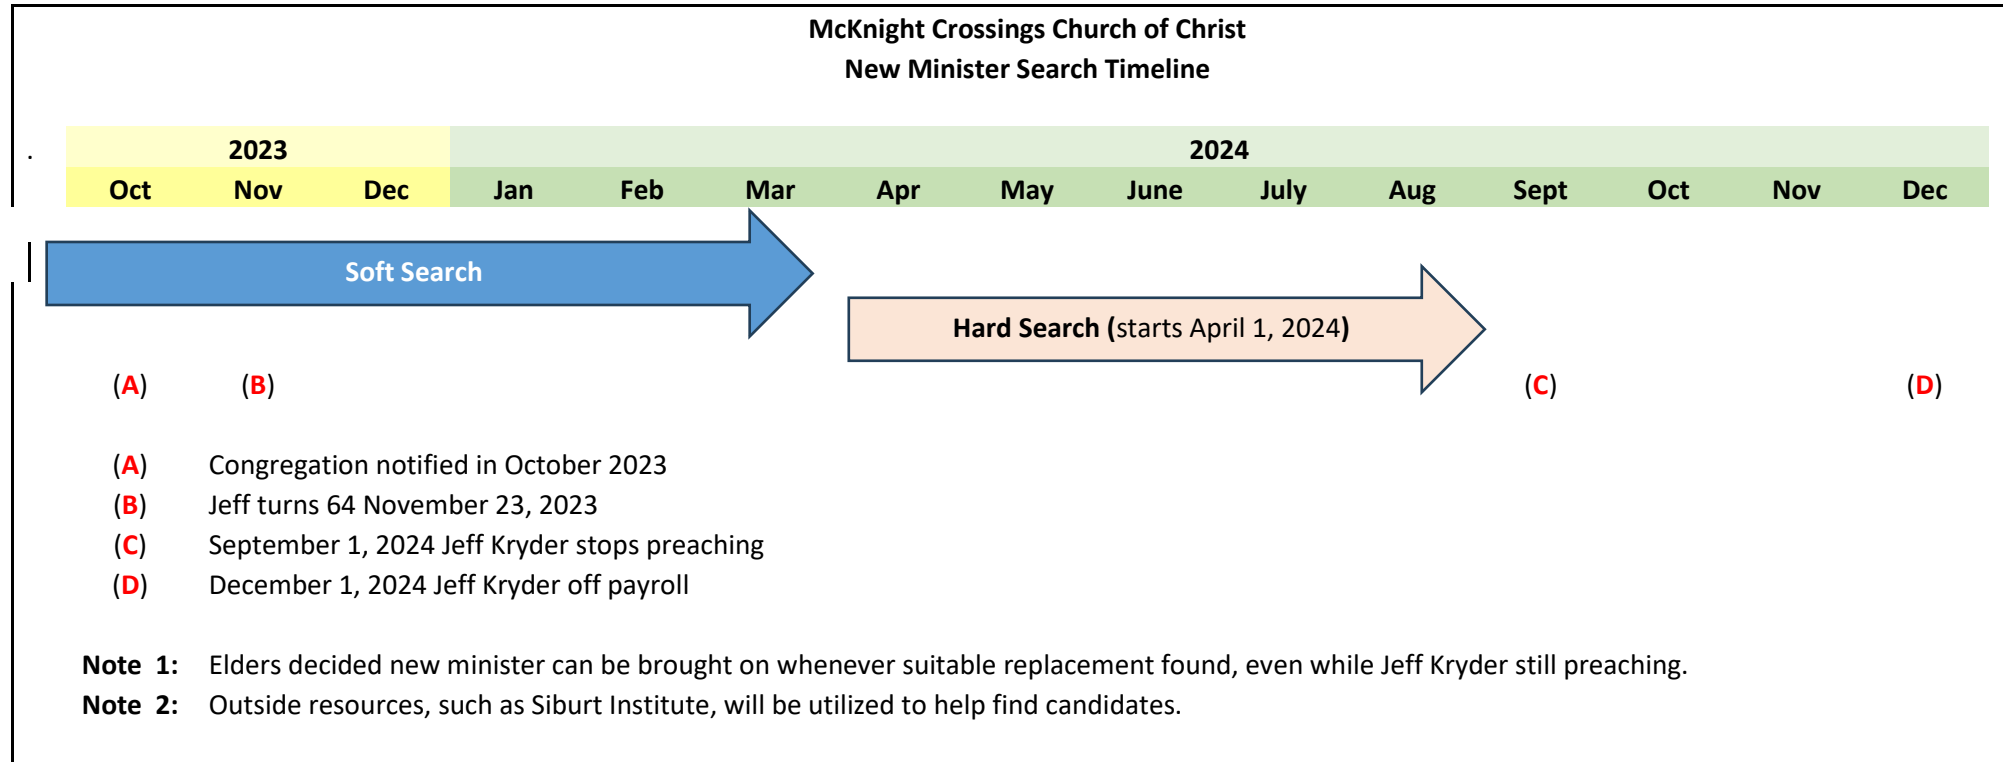 McKnight Crossings Church of Christ
New Minister Search Timeline
. 2023 2024
Oct Nov Dec Jan Feb Mar Apr May June July Aug Sept Oct Nov Dec
Soft Search
Hard Search (starts April 1, 2024)
(A) (B) (C) (D)
(A) Congregation notified in October 2023
(B) Jeff turns 64 November 23, 2023
(C) September 1, 2024 Jeff Kryder stops preaching
(D) December 1, 2024 Jeff Kryder off payroll
Note 1: Elders decided new minister can be brought on whenever suitable replacement found, even while Jeff Kryder still preaching.
Note 2: Outside resources, such as Siburt Institute, will be utilized to help find candidates.